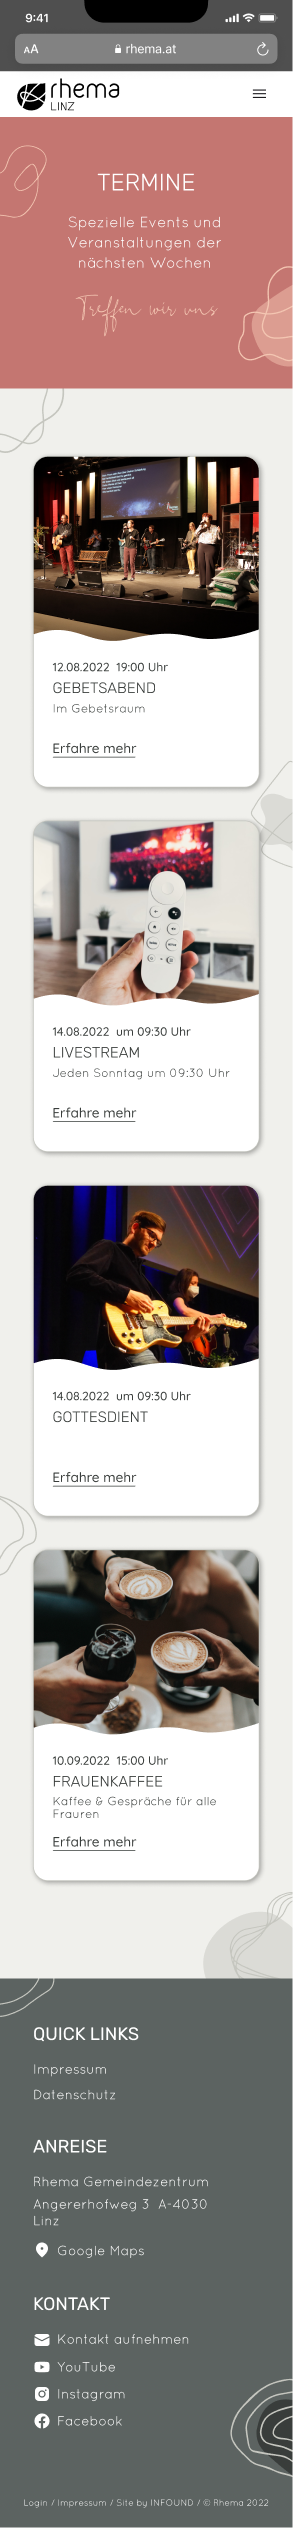 9:41
AA rhema.at
rhema
LINZ
TERMINE
Spezielle Events und
Veranstaltungen der
nächsten Wochen
Treffen wir uns
12.08.2022 19:00 Uhr
GEBETSABEND
Im Gebetsraum
Erfahre mehr
14.08.2022 um 09:30 Uhr
LIVESTREAM
Jeden Sonntag um 09:30 Uhr
Erfahre mehr
14.08.2022 um 09:30 Uhr
GOTTESDIENT
Erfahre mehr
10.09.2022 15:00 Uhr
FRAUENKAFFEE
Kaffee & Gespräche für alle
Frauren
Erfahre mehr
QUICK LINKS
Impressum
Datenschutz
ANREISE
Rhema Gemeindezentrum
Angererhofweg 3 A-4030
Linz
Google Maps
KONTAKT
Kontakt aufnehmen
YouTube
Instagram
Facebook
Login / Impressum / Site by INFOUND / © Rhema 2022